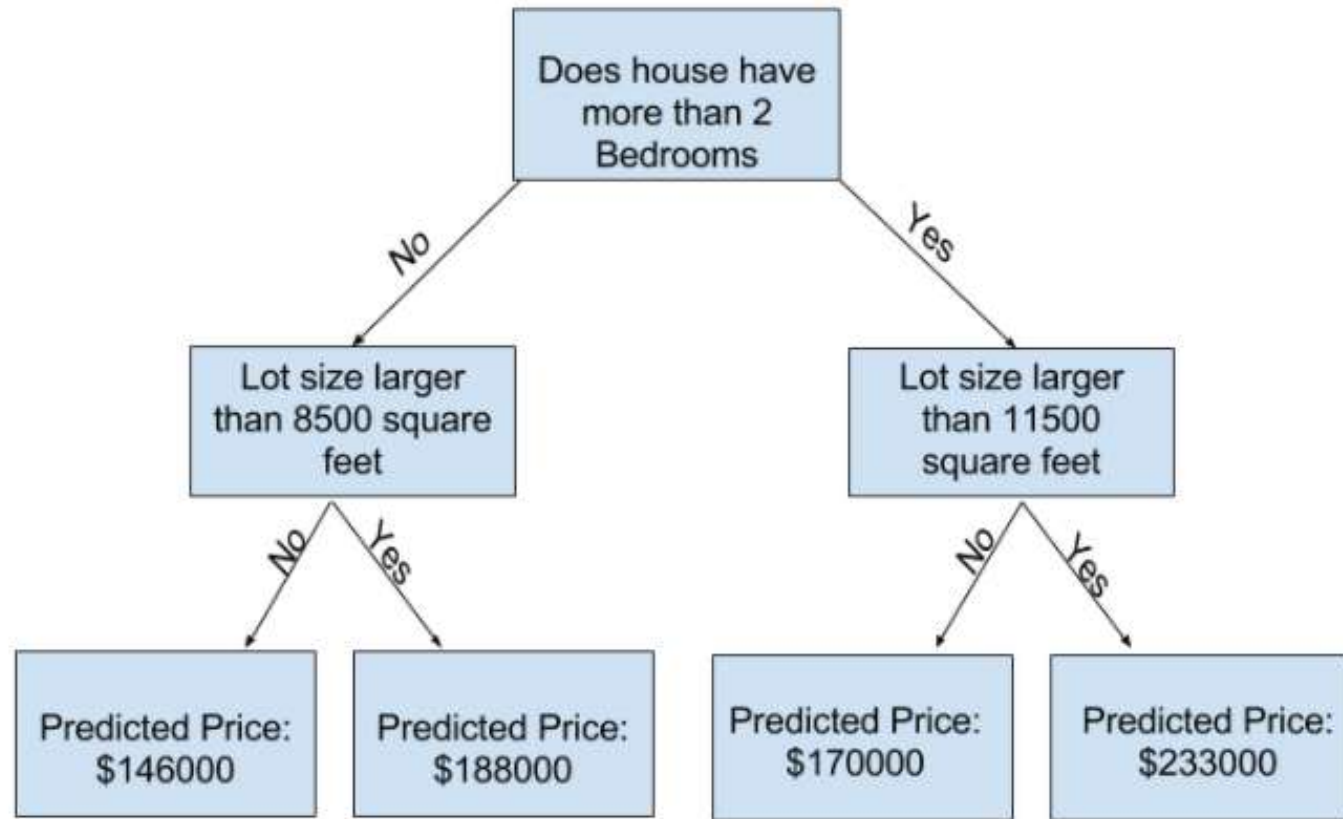 Does house have
more than 2
Bedrooms
No
Yes
Lot size larger
than 8500 square
feet
Lot size larger
than 11500
square feet
No
Yes
No
Yes
Predicted Price:
$146000
Predicted Price:
$188000
Predicted Price:
$170000
Predicted Price:
$233000